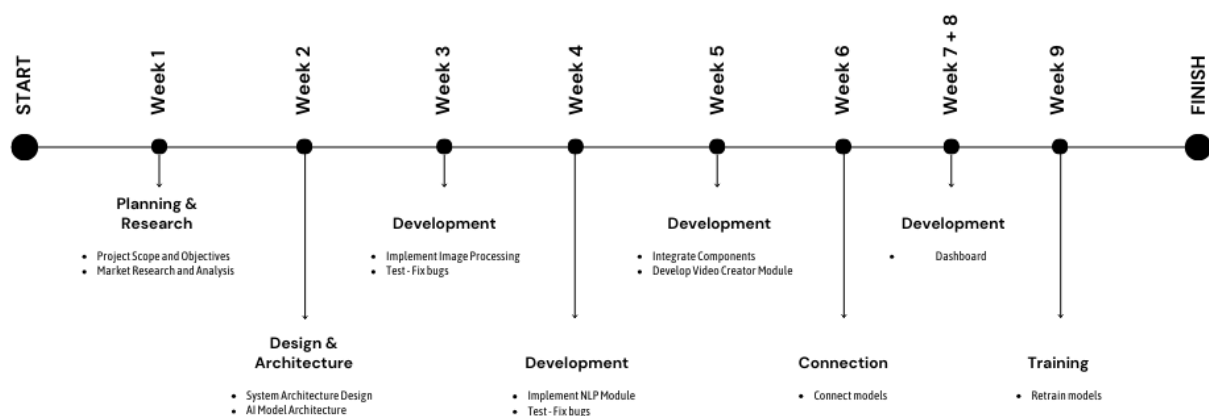 START
Week 1
Week 2
Week 3
Week 4
Week 5
Week 6
Week 7 + 8
Week 9
FINISH
Planning &
Research
• Project Scope and Objectives
• Market Research and Analysis
Design &
Architecture
• System Architecture Design
• AI Model Architecture
Development
• Implement Image Processing
• Test - Fix bugs
Development
• Implement NLP Module
• Test - Fix bugs
Development
• Integrate Components
• Develop Video Creator Module
Connection
• Connect models
Development
• Dashboard
Training
• Retrain models